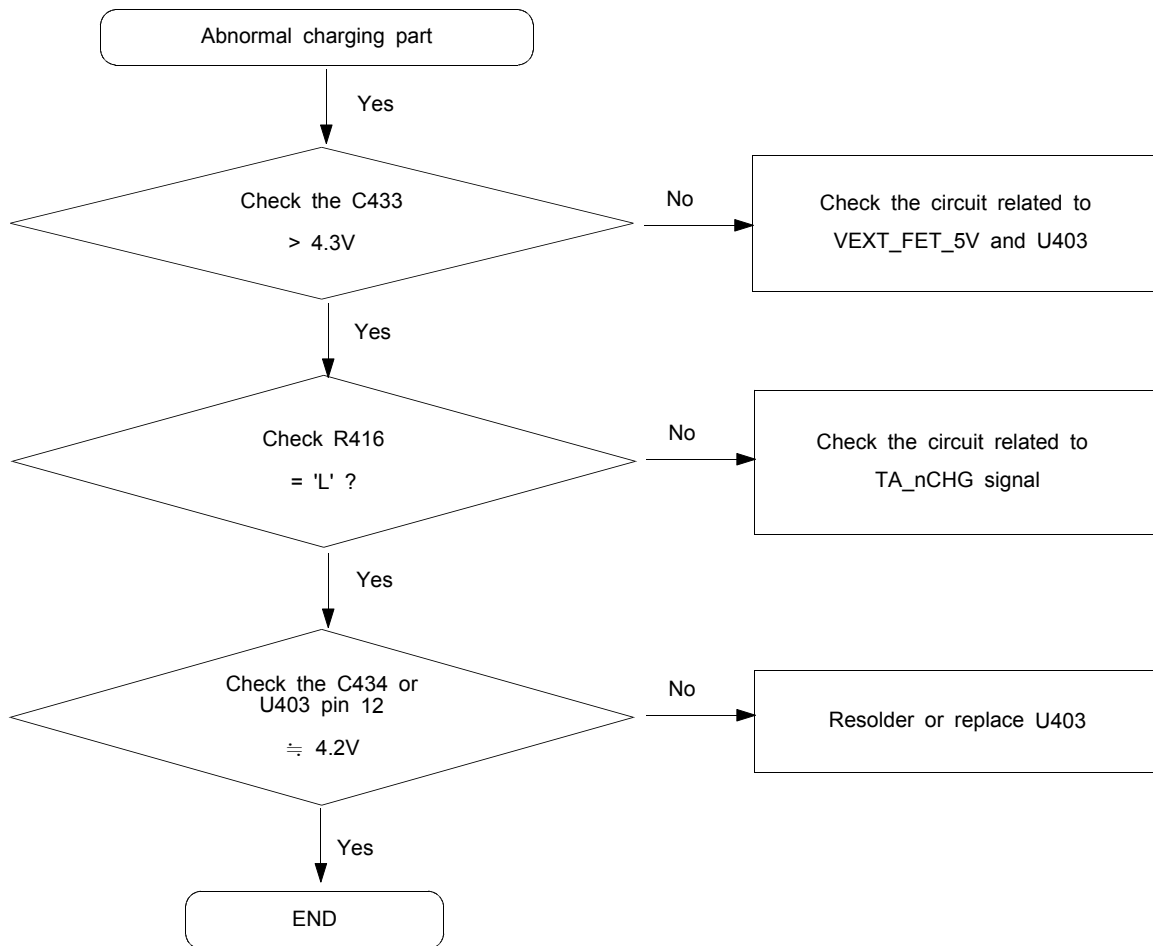 Abnormal charging part
Yes
Check the C433
> 4.3V
No
Check the circuit related to
VEXT_FET_5V and U403
Yes
Check R416
= 'L' ?
No
Check the circuit related to
TA_nCHG signal
Yes
Check the C434 or
U403 pin 12
≒ 4.2V
No
Resolder or replace U403
Yes
END